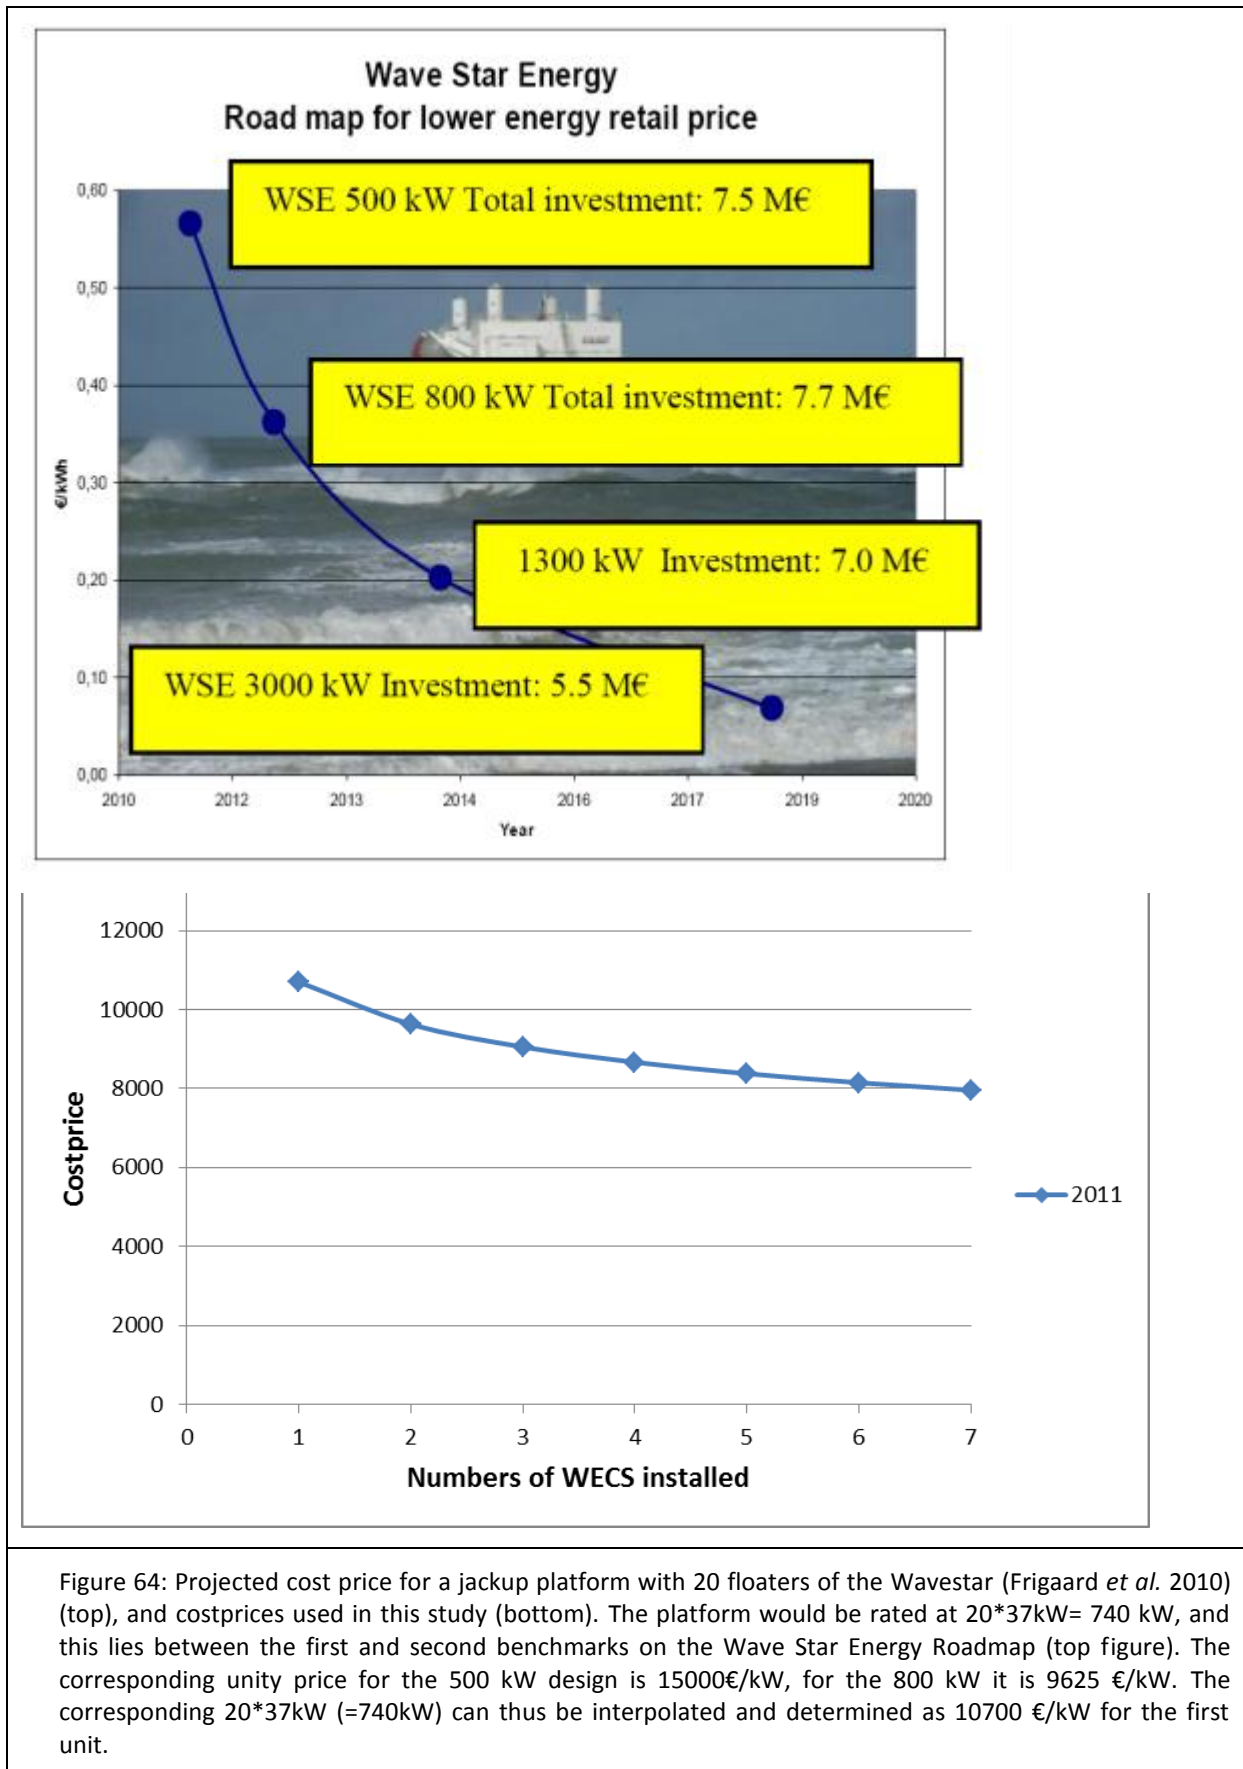 Wave Star Energy
Road map for lower energy retail price
WSE 500 kW Total investment: 7.5 M€
WSE 800 kW Total investment: 7.7 M€
1300 kW Investment: 7.0 M€
WSE 3000 kW Investment: 5.5 M€
0,60
0,50
0,40
0,30
0,20
0,10
0,00
€/kWh
2010 2012 2013 2014 2016 2017 2019 2020
Year
12000
10000
8000
6000
4000
2000
0
Costprice
0 1 2 3 4 5 6 7
Numbers of WECS installed
2011
Figure 64: Projected cost price for a jackup platform with 20 floaters of the Wavestar (Frigaard et al. 2010)
(top), and costprices used in this study (bottom). The platform would be rated at 20*37kW= 740 kW, and
this lies between the first and second benchmarks on the Wave Star Energy Roadmap (top figure). The
corresponding unity price for the 500 kW design is 15000€/kW, for the 800 kW it is 9625 €/kW. The
corresponding 20*37kW (=740kW) can thus be interpolated and determined as 10700 €/kW for the first
unit.